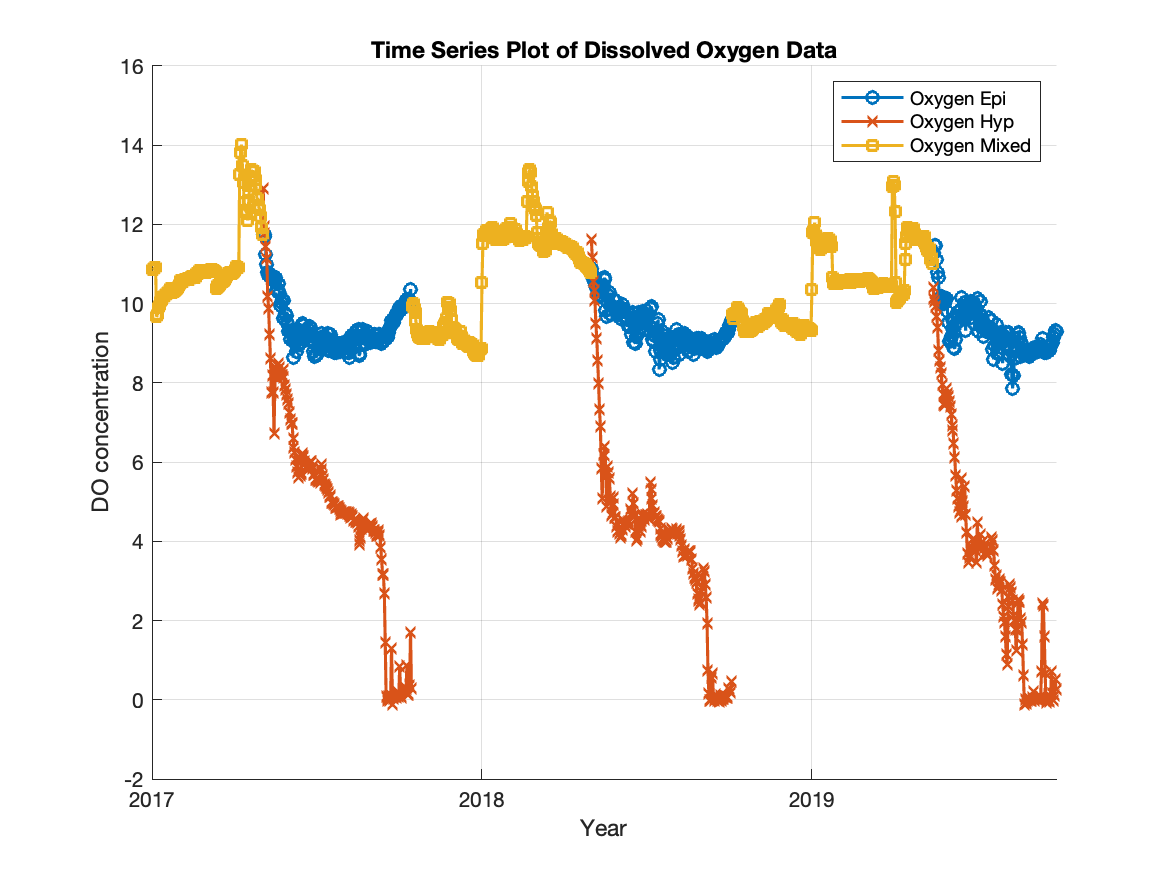 Time Series Plot of Dissolved Oxygen Data
16
14
12
10
8
6
4
2
0
-2
DO concentration
Oxygen Epi
Oxygen Hyp
Oxygen Mixed
2017
2018
2019
Year